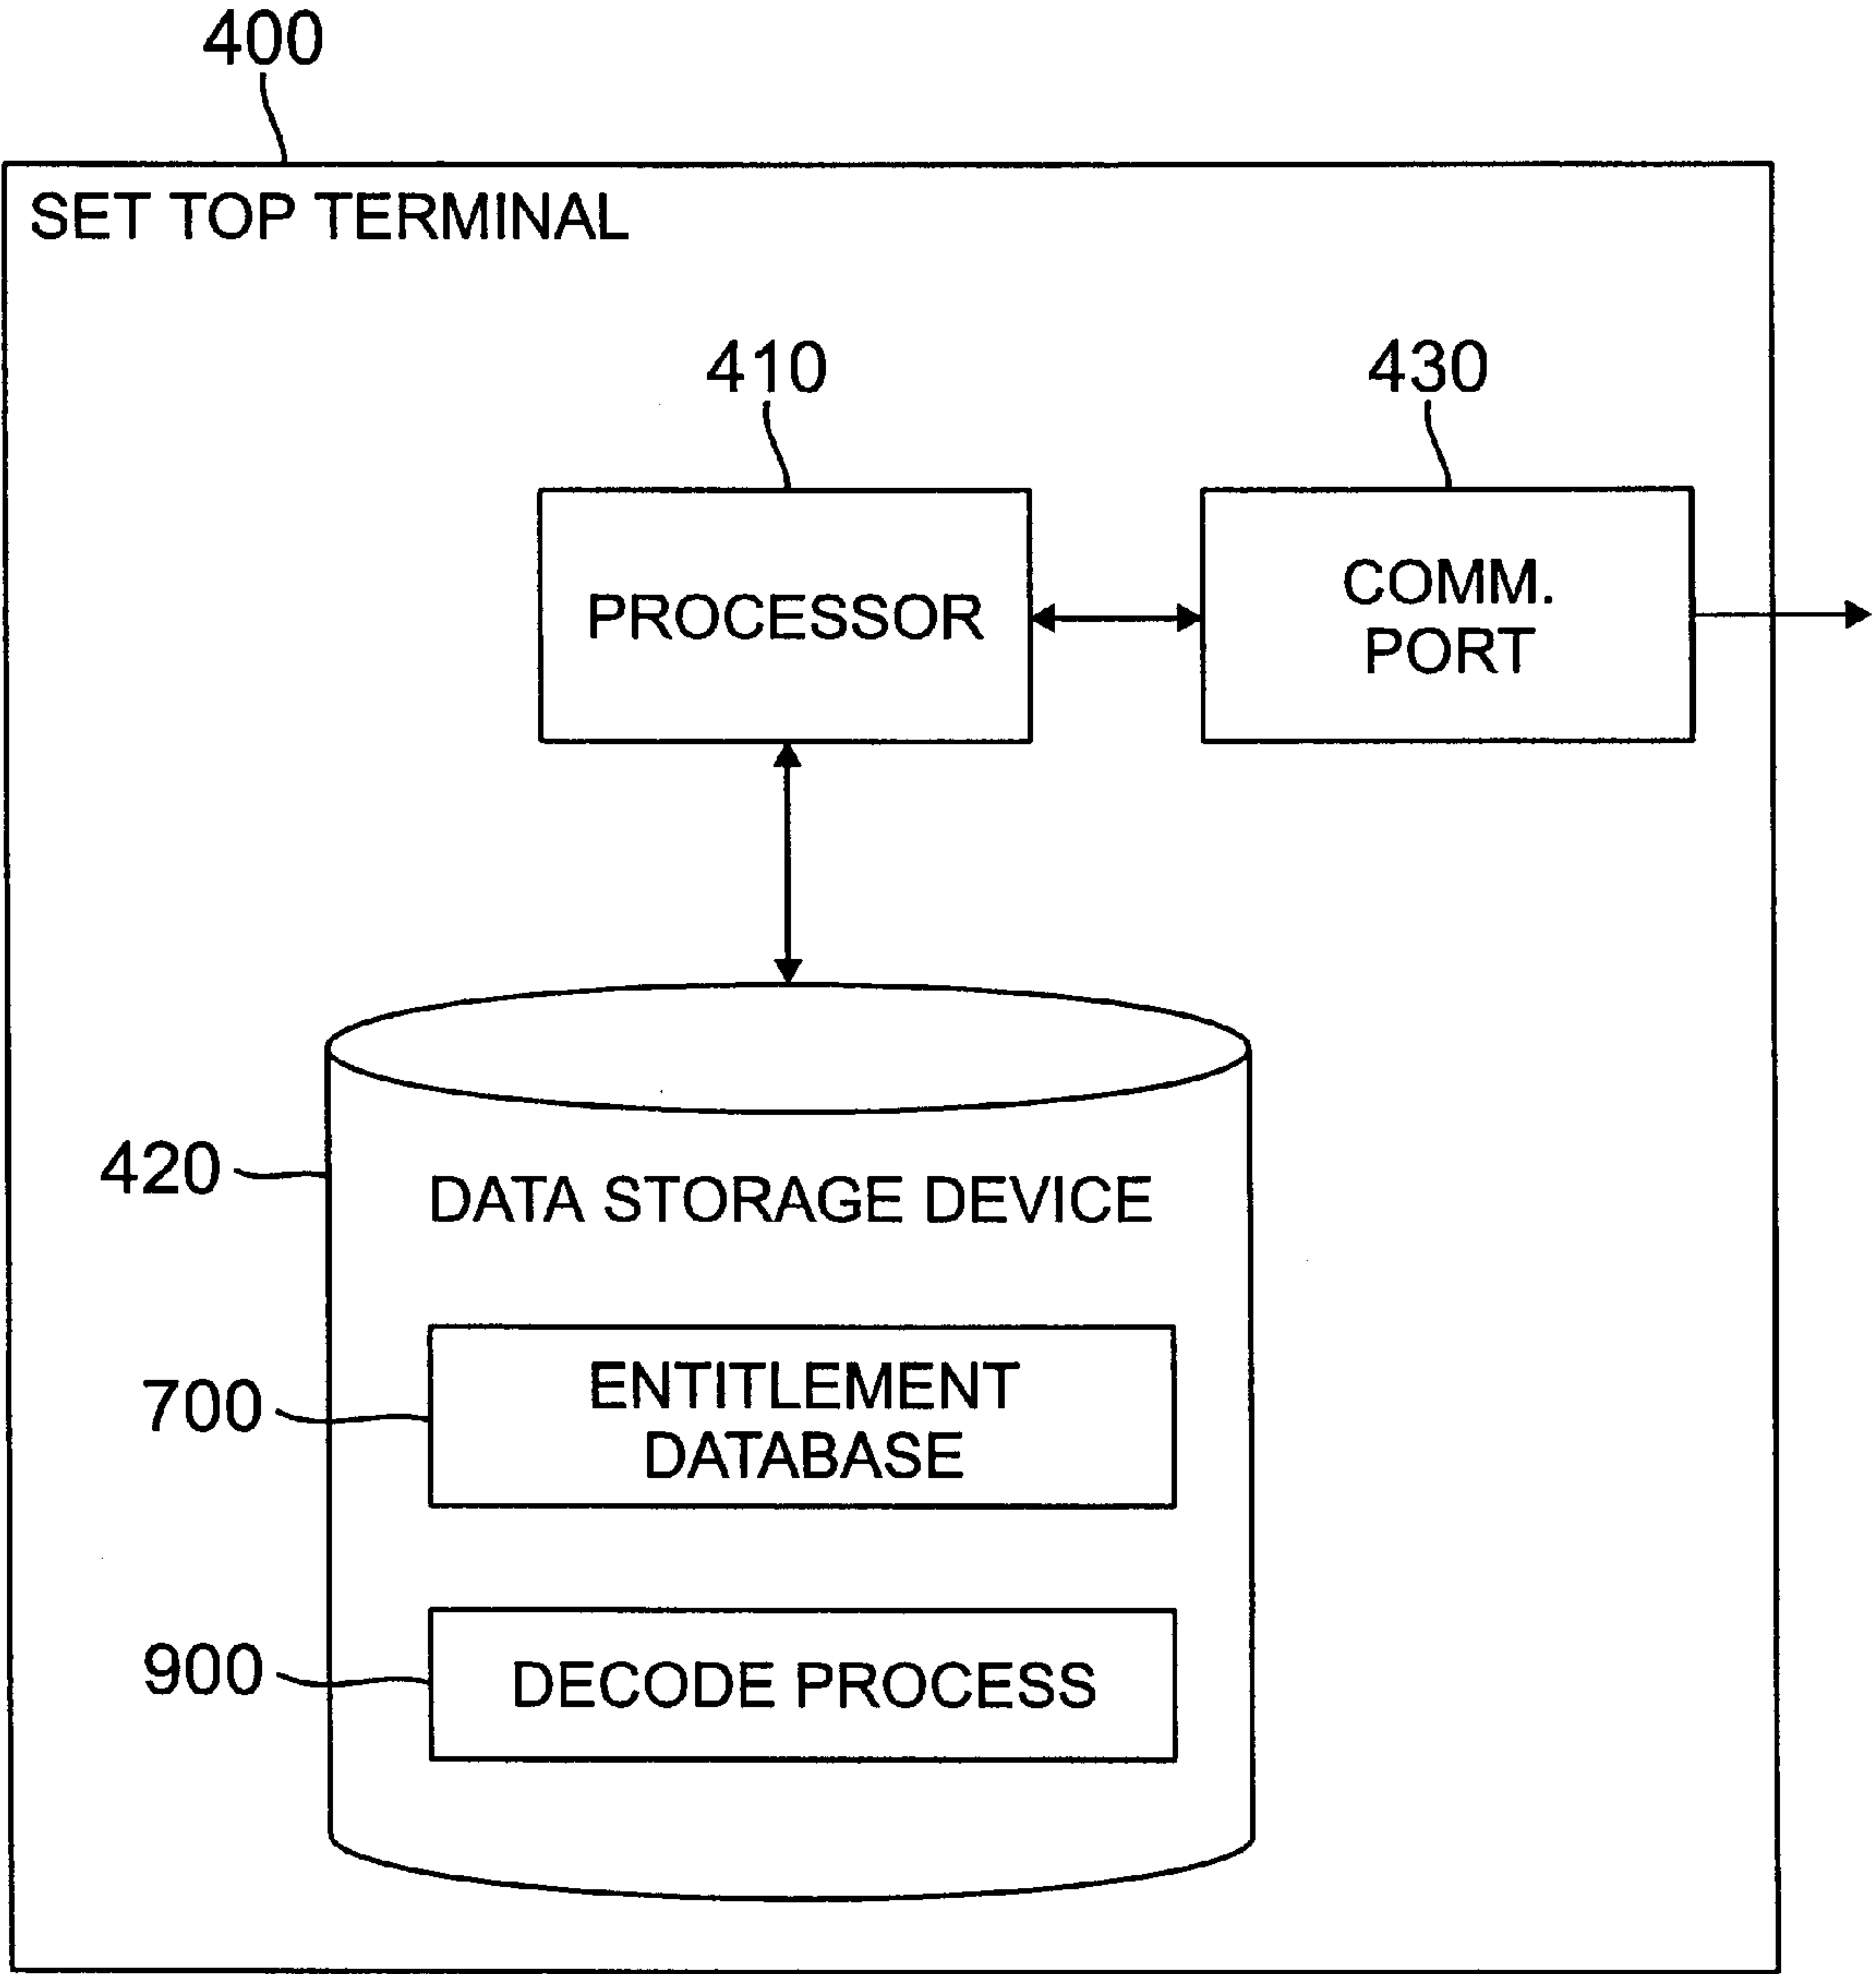 400
SET TOP TERMINAL
410
430
PROCESSOR
COMM.
PORT
420
DATA STORAGE DEVICE
700
ENTITLEMENT
DATABASE
900
DECODE PROCESS